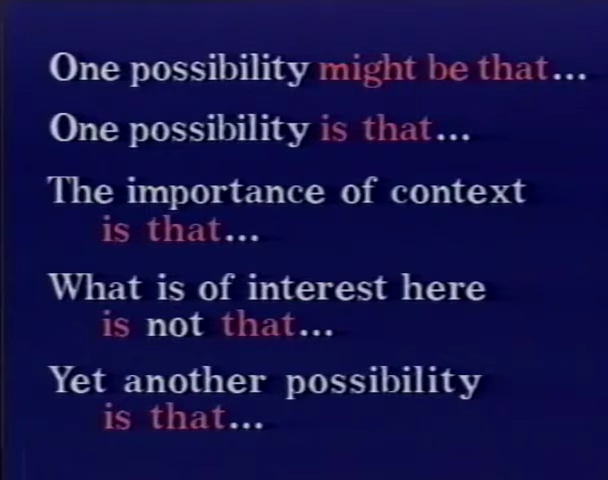 One possibility might be that...
One possibility is that...
The importance of context
is that...
What is of interest here
is not that...
Yet another possibility
is that...